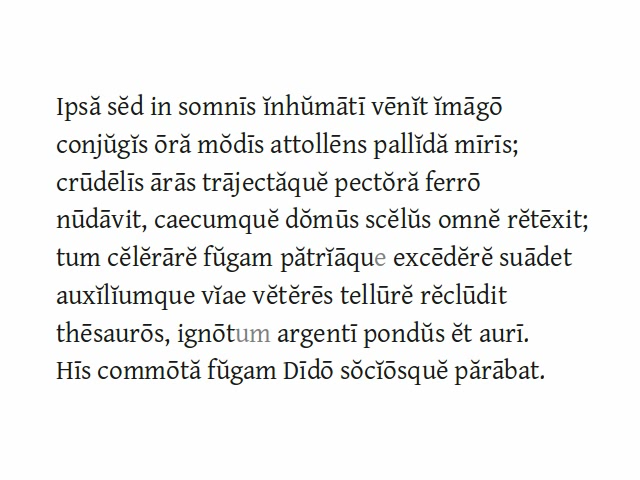 Ipsă sĕd in somnīs ĭnhŭmātī vēnĭt ĭmāgō
conjŭgĭs ōră mŏdīs attollēns pallĭdă mīrīs;
crūdēlīs ārās trājectăquĕ pectŏră ferrō
nūdāvit, caecumquĕ dŏmūs scĕlŭs omnĕ rĕtēxit;
tum cĕlĕrārĕ fŭgam pătrĭāque excēdĕrĕ suādet
auxĭlĭumque vĭae vĕtĕrēs tellūrĕ rĕclūdit
thēsaurōs, ignōtum argentī pondŭs ĕt aurī.
Hīs commōtă fŭgam Dīdō sŏcĭōsquĕ părābat.